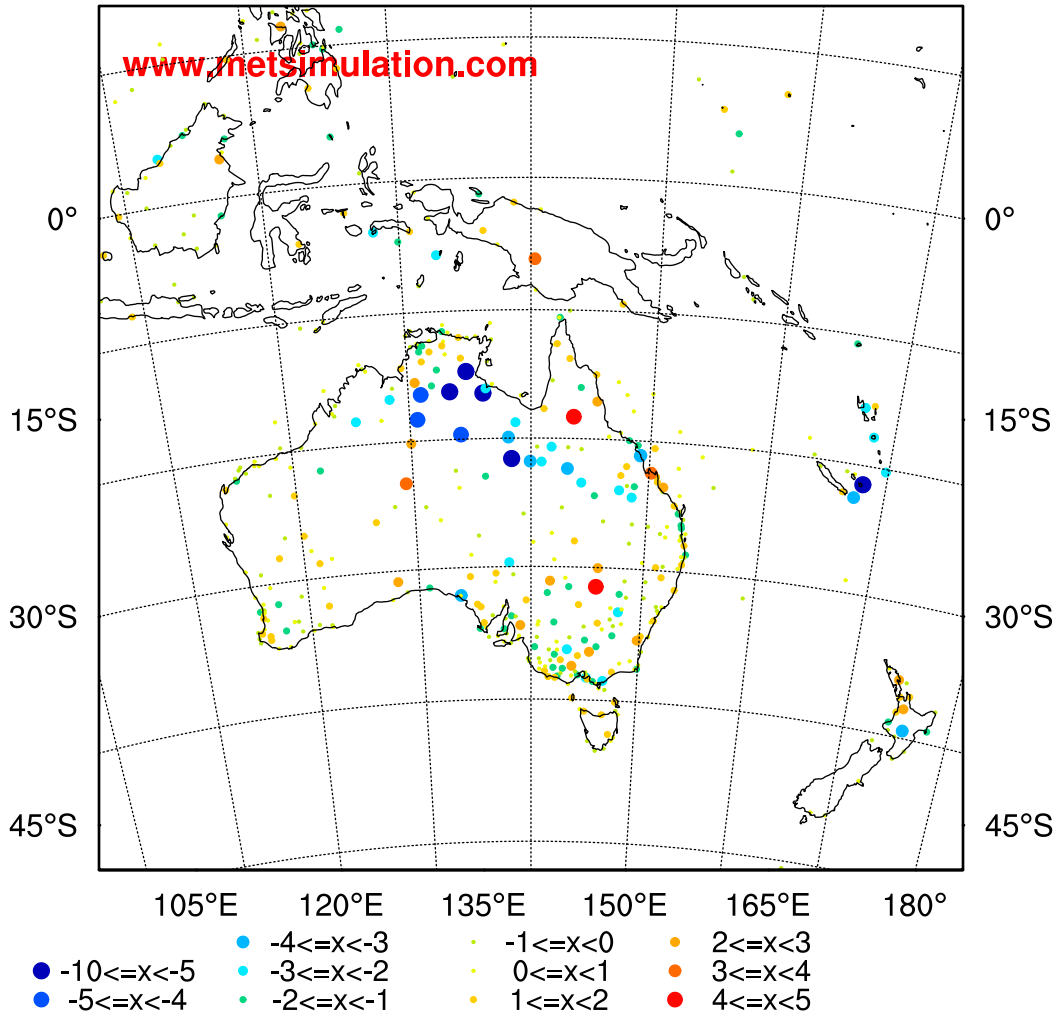 www.metsimulation.com
0° 0°
15°S 15°S
30°S 30°S
45°S 45°S
105°E 120°E 135°E 150°E 165°E 180°
-4<=x<-3 -1<=x<0 2<=x<3
-10<=x<-5 -3<=x<-2 0<=x<1 3<=x<4
-5<=x<-4 -2<=x<-1 1<=x<2 4<=x<5